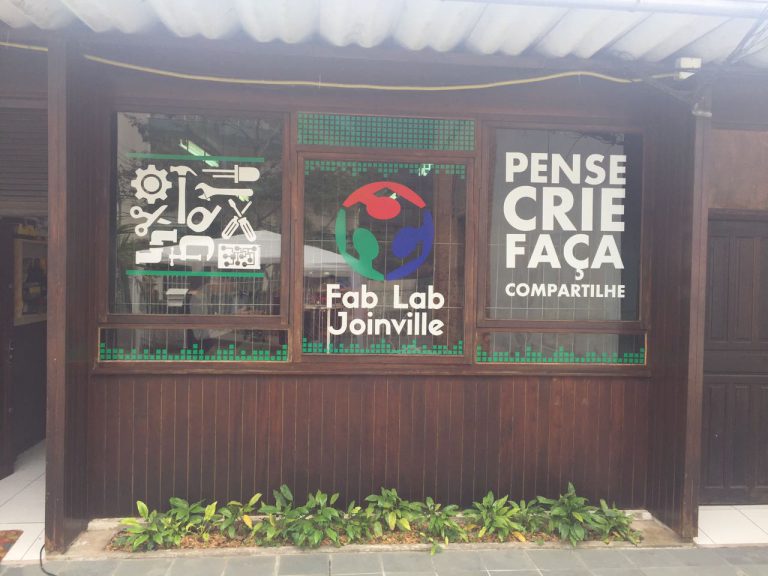 Fab Lab
Joinville
PENSE
CRIE
FAÇA
COMPARTILHE